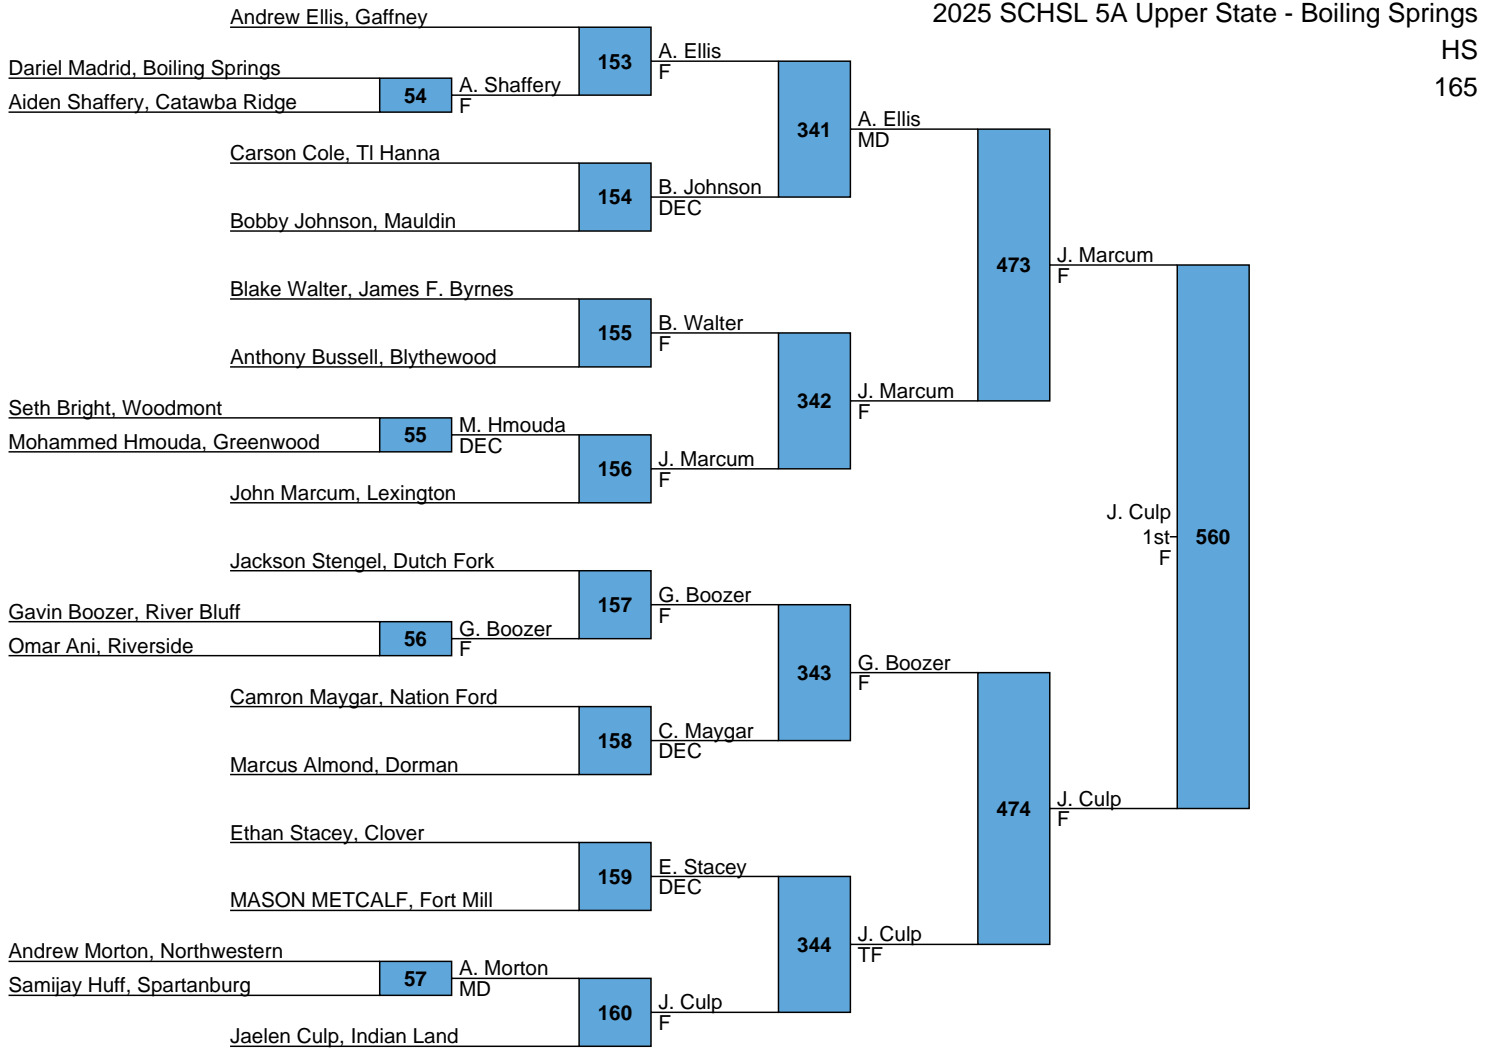 2025 SCHSL 5A Upper State - Boiling Springs
HS
165
Andrew Ellis, Gaffney
Dariel Madrid, Boiling Springs
Aiden Shaffery, Catawba Ridge
54
A. Shaffery
F
153
A. Ellis
F
Carson Cole, Tl Hanna
Bobby Johnson, Mauldin
154
B. Johnson
DEC
341
A. Ellis
MD
Blake Walter, James F. Byrnes
Anthony Bussell, Blythewood
155
B. Walter
F
Seth Bright, Woodmont
Mohammed Hmouda, Greenwood
55
M. Hmouda
DEC
John Marcum, Lexington
156
J. Marcum
F
342
J. Marcum
F
473
J. Marcum
F
Jackson Stengel, Dutch Fork
Gavin Boozer, River Bluff
Omar Ani, Riverside
56
G. Boozer
F
157
G. Boozer
F
Camron Maygar, Nation Ford
Marcus Almond, Dorman
158
C. Maygar
DEC
343
G. Boozer
F
Ethan Stacey, Clover
MASON METCALF, Fort Mill
159
E. Stacey
DEC
Andrew Morton, Northwestern
Samijay Huff, Spartanburg
57
A. Morton
MD
Jaelen Culp, Indian Land
160
J. Culp
F
344
J. Culp
TF
474
J. Culp
F
J. Culp
1st
F
560